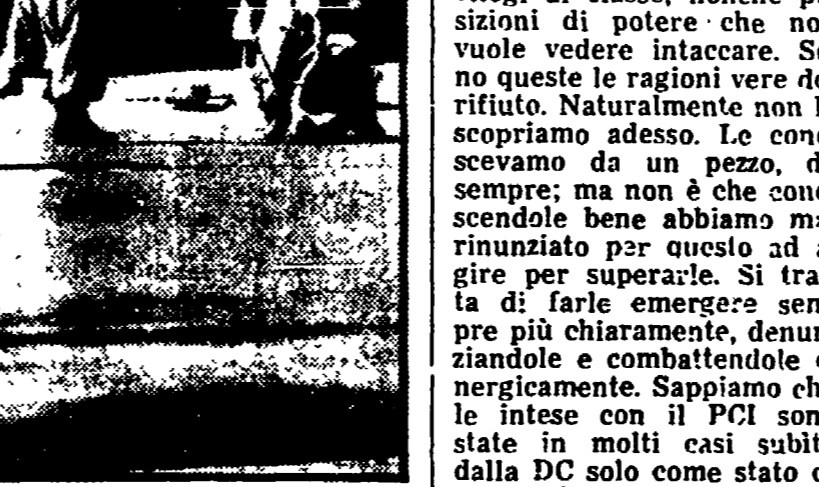 sizioni di potere che no
vuole vedere intaccare. S
no queste le ragioni vere d
rifiuto. Naturalmente non
scopriamo adesso. Le con
scevamo da un pezzo, d
sempre; ma non è che cono
scendole bene abbiamo ma
rinunziato per questo ad a
gire per superarle. Si trat
ta di farle emergere sem
pre più chiaramente, denun
ziandole e combattendole e
nergicamente. Sappiamo ch
le intese con il PCI son
state in molti casi subit
dalla DC solo come stato